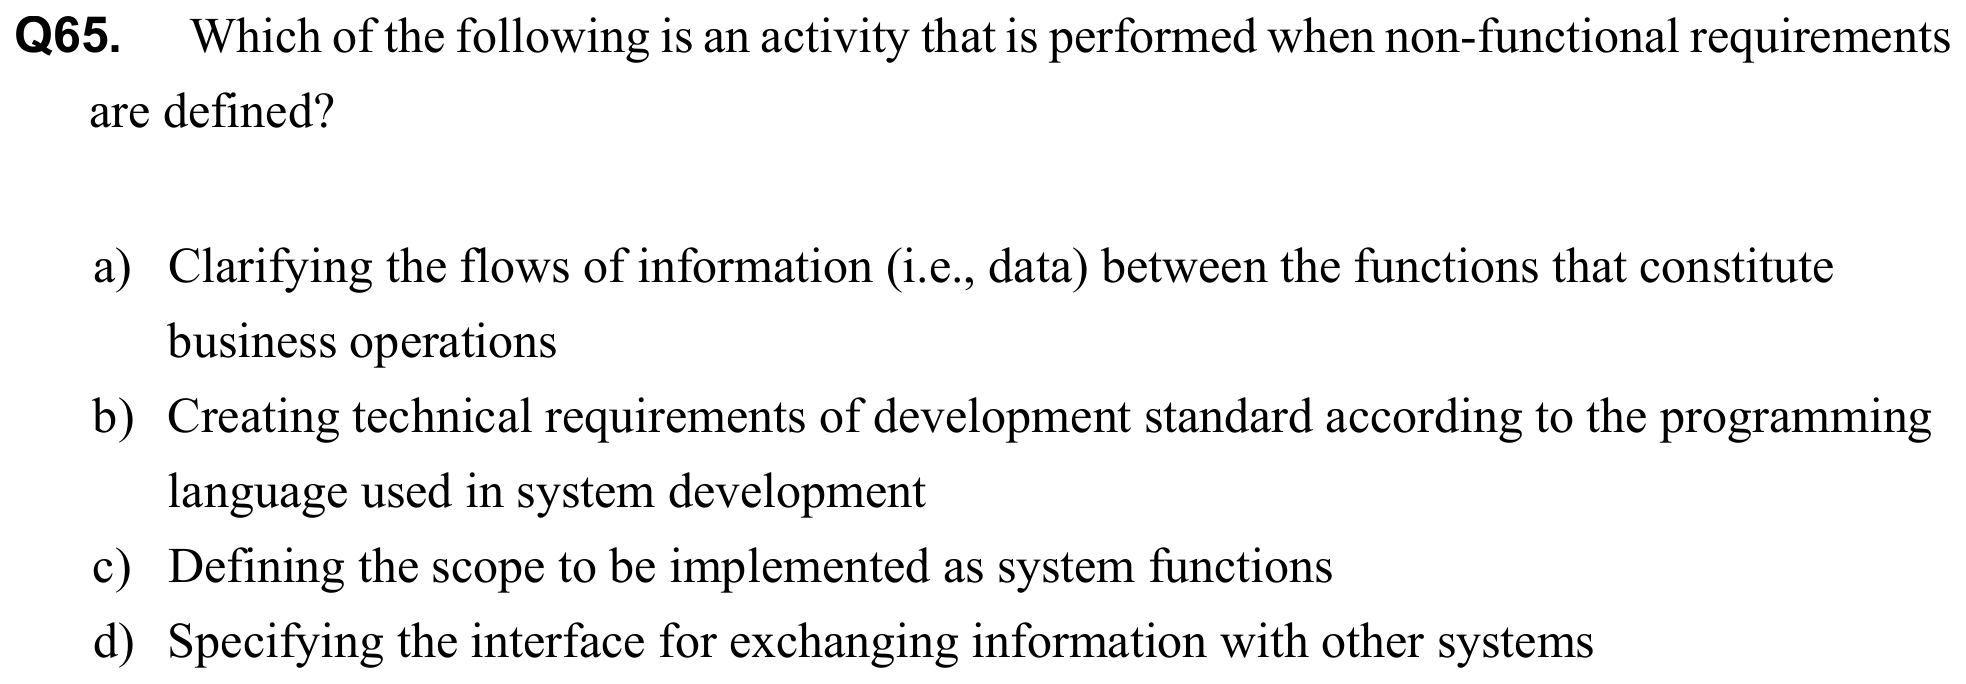 Q65. Which of the following is an activity that is performed when non-functional requirements
are defined?
a) Clarifying the flows of information (i.e., data) between the functions that constitute
business operations
b) Creating technical requirements of development standard according to the programming
language used in system development
c) Defining the scope to be implemented as system functions
d) Specifying the interface for exchanging information with other systems